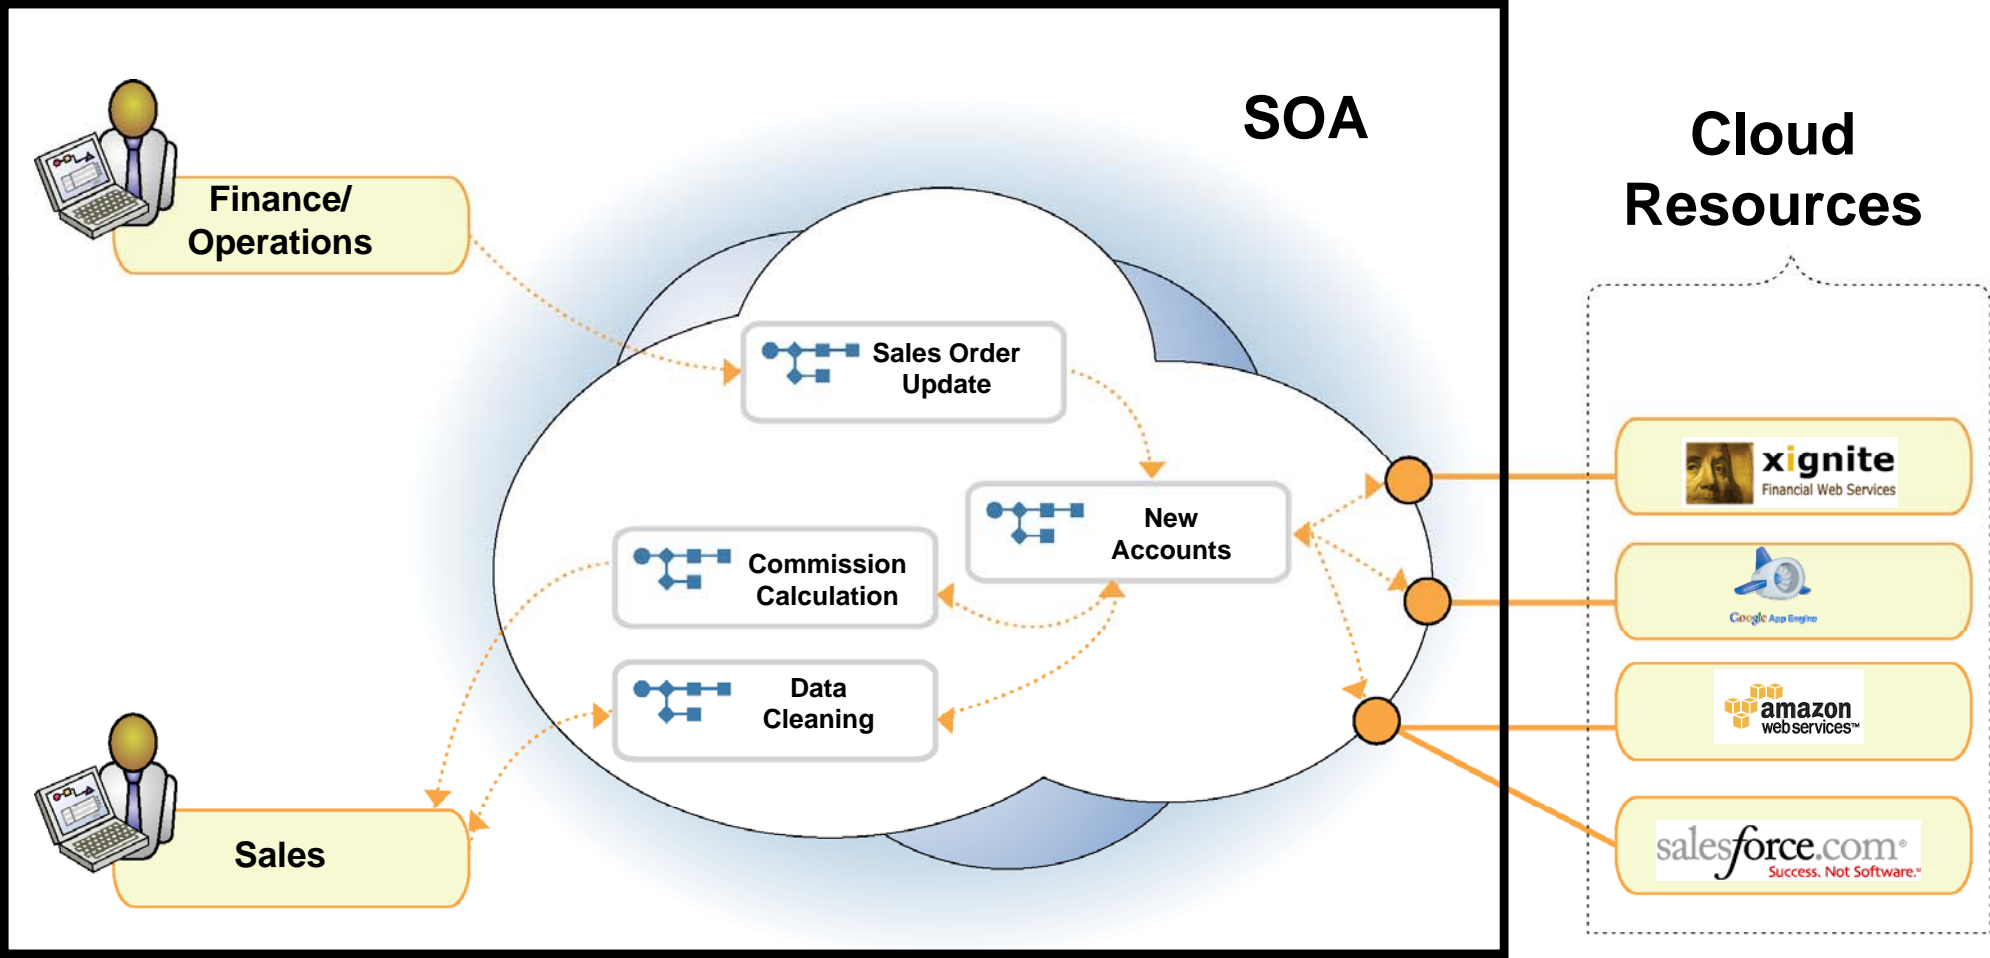 SOA
Cloud
Resources
Finance/
Operations
Sales Order
Update
New
Accounts
Commission
Calculation
Data
Cleaning
Sales
xignite
Financial Web Services
Google App Engine
amazon
webservices™
salesforce.com®
Success. Not Software.™